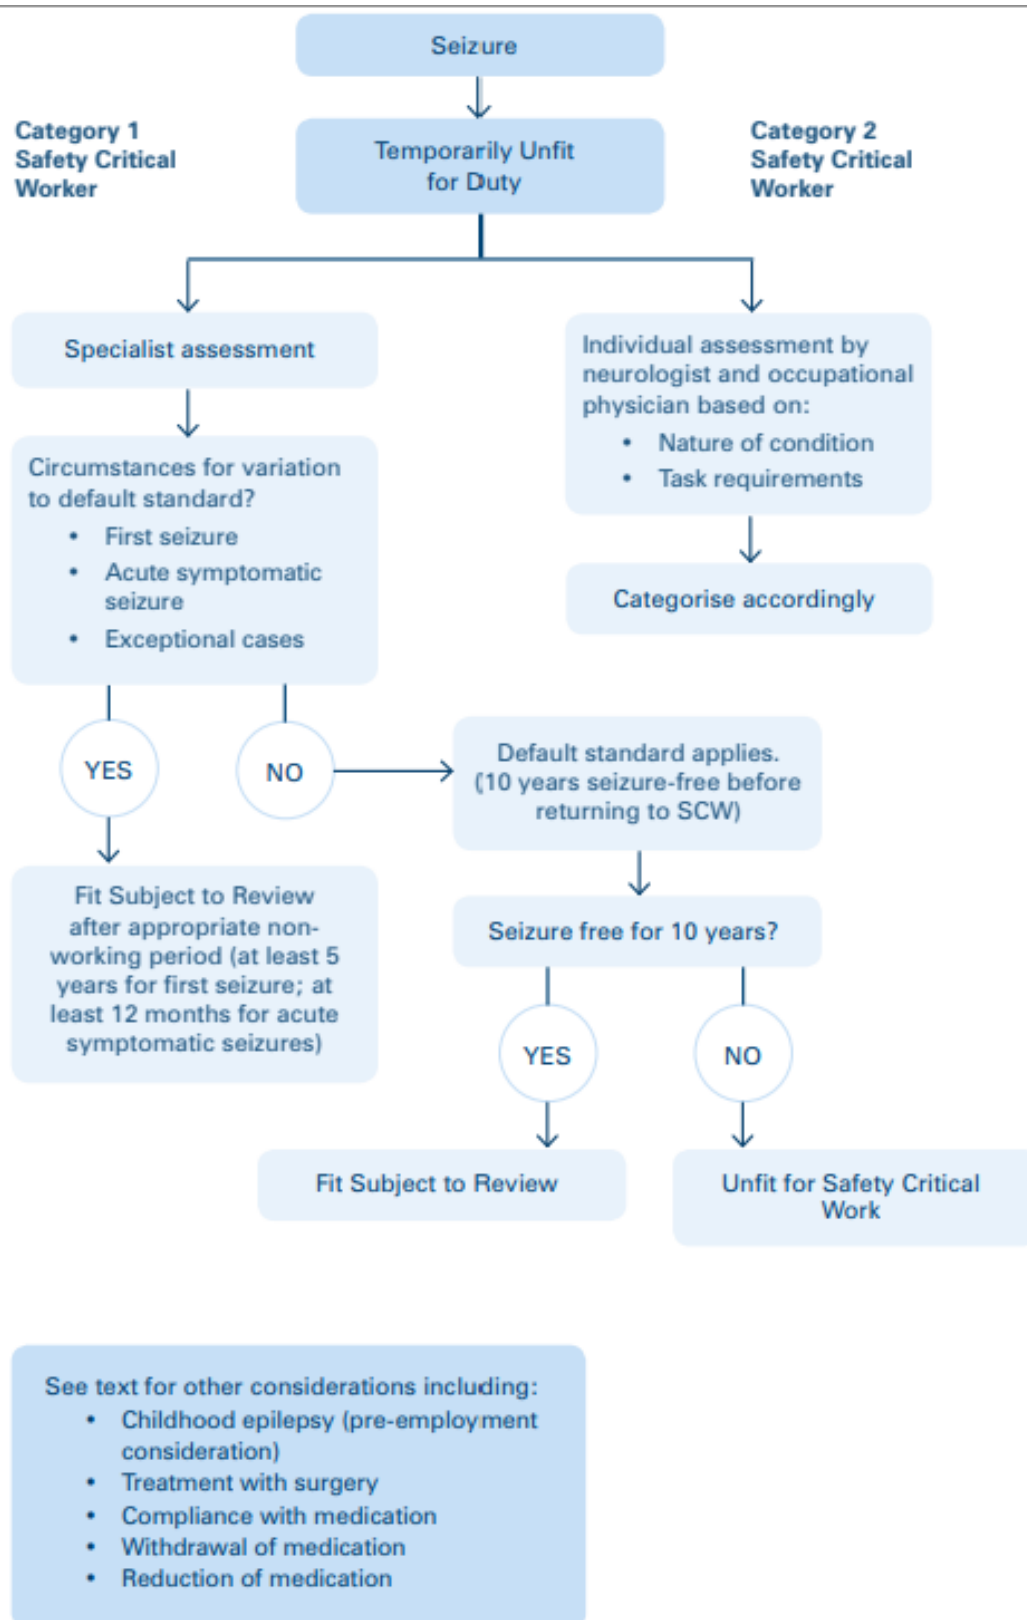 Seizure
Category 1
Safety Critical
Worker
Temporarily Unfit
for Duty
Category 2
Safety Critical
Worker
Specialist assessment
Individual assessment by
neurologist and occupational
physician based on:
• Nature of condition
• Task requirements
Circumstances for variation
to default standard?
• First seizure
• Acute symptomatic
seizure
• Exceptional cases
Categorise accordingly
YES
NO
Default standard applies.
(10 years seizure-free before
returning to SCW)
Fit Subject to Review
after appropriate non-
working period (at least 5
years for first seizure; at
least 12 months for acute
symptomatic seizures)
Seizure free for 10 years?
YES
NO
Fit Subject to Review
Unfit for Safety Critical
Work
See text for other considerations including:
• Childhood epilepsy (pre-employment
consideration)
• Treatment with surgery
• Compliance with medication
• Withdrawal of medication
• Reduction of medication